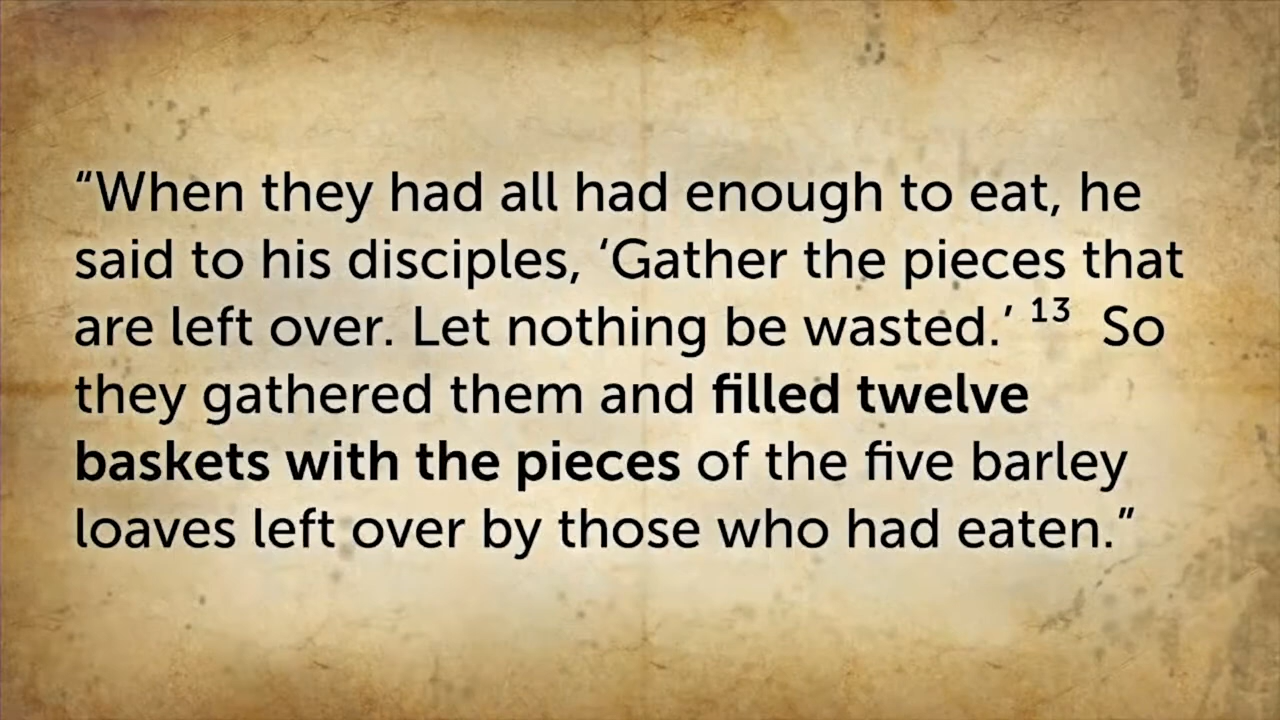 “When they had all had enough to eat, he
said to his disciples, ‘Gather the pieces that
are left over. Let nothing be wasted.’ ¹³ So
they gathered them and filled twelve
baskets with the pieces of the five barley
loaves left over by those who had eaten.”